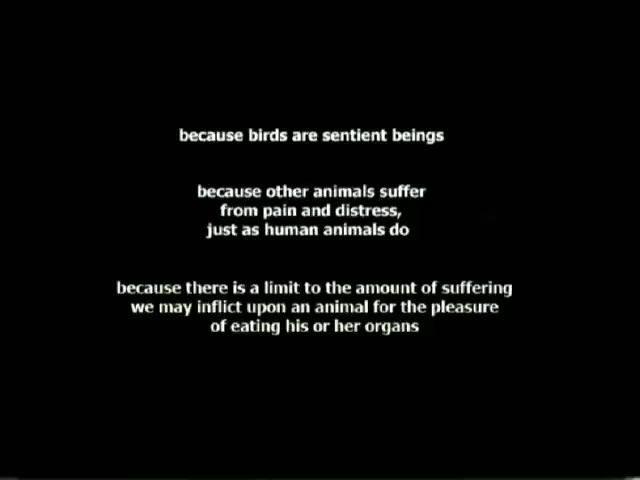 because birds are sentient beings
because other animals suffer
from pain and distress,
just as human animals do
because there is a limit to the amount of suffering
we may inflict upon an animal for the pleasure
of eating his or her organs